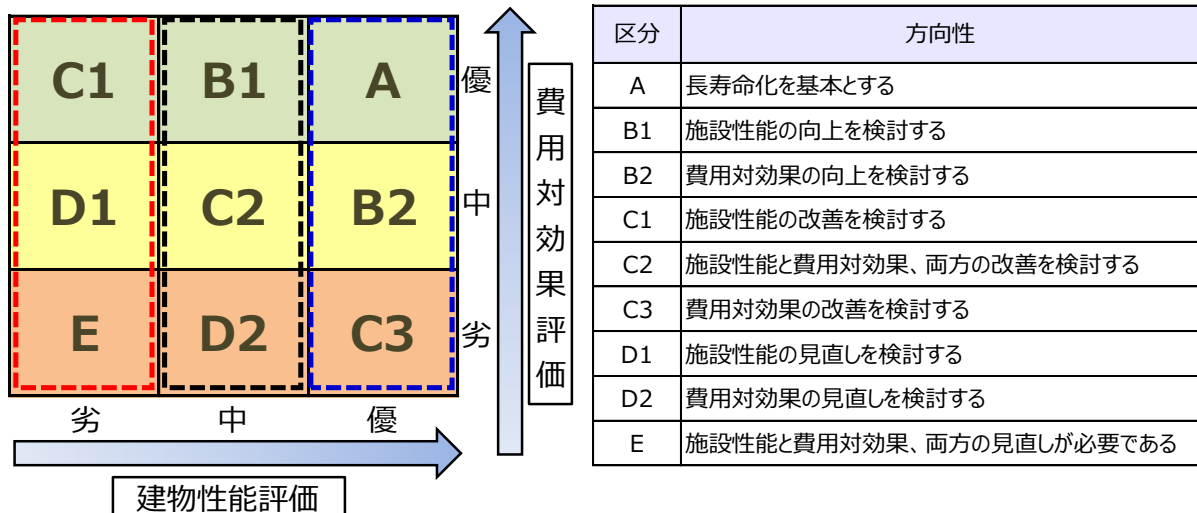 C1 B1 A 優
D1 C2 B2 中
E D2 C3 劣
劣 中 優
建物性能評価
費用対効果評価
区分 方向性
A 長寿命化を基本とする
B1 施設性能の向上を検討する
B2 費用対効果の向上を検討する
C1 施設性能の改善を検討する
C2 施設性能と費用対効果、両方の改善を検討する
C3 費用対効果の改善を検討する
D1 施設性能の見直しを検討する
D2 費用対効果の見直しを検討する
E 施設性能と費用対効果、両方の見直しが必要である